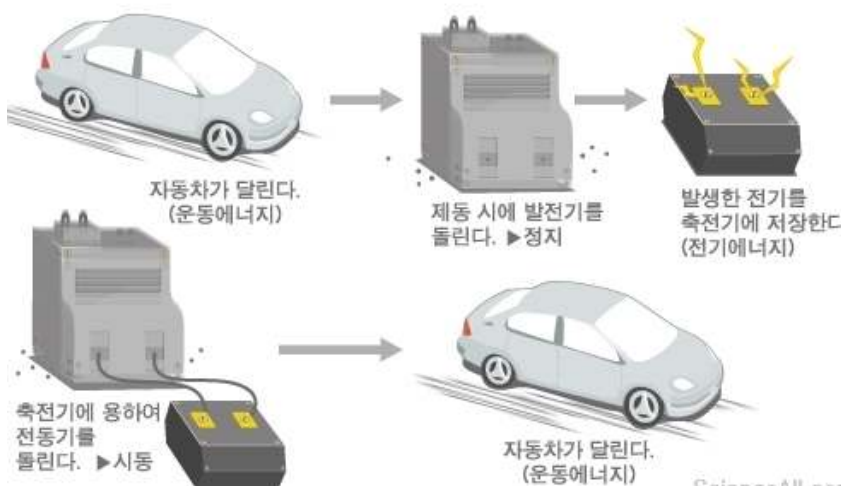 자동차가 달린다.
(운동에너지)
제동 시에 발전기를
돌린다. ▶정지
발생한 전기를
축전기에 저장한다
(전기에너지)
축전기에 용하여
전동기를
돌린다. ▶시동
자동차가 달린다.
(운동에너지)